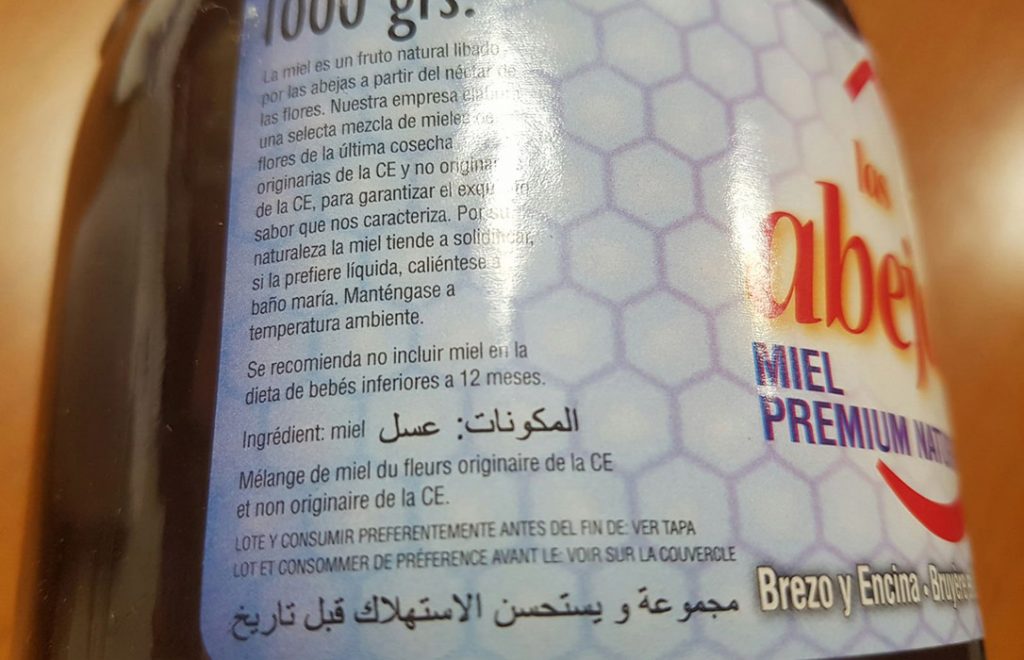 1000 grs.
La miel es un fruto natural libado
por las abejas a partir del néctar de
las flores. Nuestra empresa elabora
una selecta mezcla de mieles de
flores de la última cosecha
originarias de la CE y no originarias
de la CE, para garantizar el exquisito
sabor que nos caracteriza. Por su
naturaleza la miel tiende a solidificar,
si la prefiere líquida, caliéntese a
baño maría. Manténgase a
temperatura ambiente.
Se recomienda no incluir miel en la
dieta de bebés inferiores a 12 meses.
Ingrédient: miel المكونات: عسل
Mélange de miel du fleurs originaire de la CE
et non originaire de la CE.
LOTE Y CONSUMIR PREFERENTEMENTE ANTES DEL FIN DE: VER TAPA
LOT ET CONSOMMER DE PRÉFERENCE AVANT LE: VOIR SUR LA COUVERCLE
مجموعة و يستحسن الاستهلاك قبل تاريخ
los
abej
MIEL
PREMIUM NATU
Brezo y Encina • Bruyère